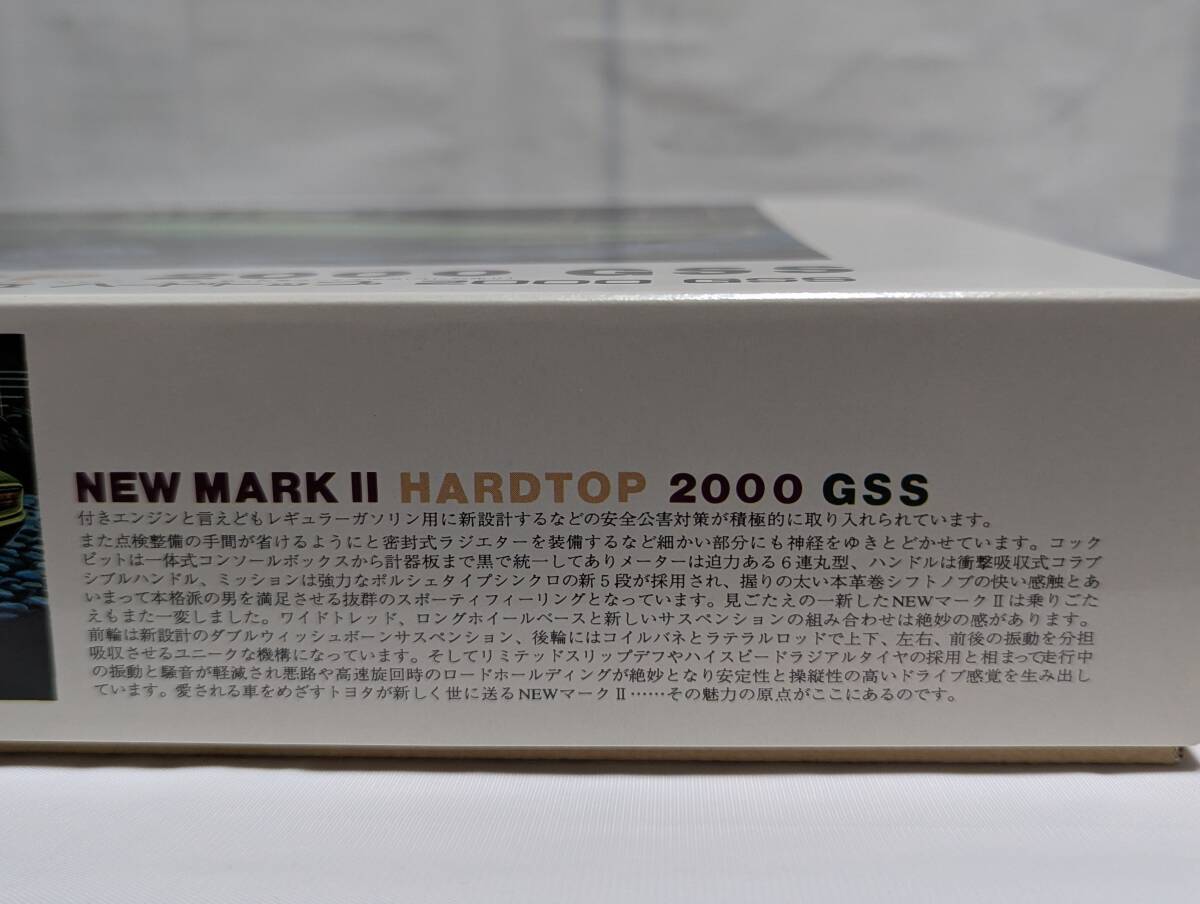 2000 GSS
2000 GSS
NEW MARK II HARDTOP 2000 GSS
付きエンジンと言えどもレギュラーガソリン用に新設計するなどの安全公害対策が積極的に取り入れられています。
また点検整備の手間が省けるようにと密封式ラジエターを装備するなど細かい部分にも神経をゆきとどかせています。コック
ピットは一体式コンソールボックスから計器板まで黒で統一してありメーターは迫力ある6連丸型、ハンドルは衝撃吸収式コラプ
シブルハンドル、ミッションは強力なポルシェタイプシンクロの新5段が採用され、握りの太い本革巻シフトノブの快い感触とあ
いまって本格派の男を満足させる抜群のスポーティフィーリングとなっています。見ごたえの一新したNEWマークIIは乗りごた
えもまた一変しました。ワイドトレッド、ロングホイールベースと新しいサスペンションの組み合わせは絶妙の感があります。
前輪は新設計のダブルウィッシュボーンサスペンション、後輪にはコイルバネとラテラルロッドで上下、左右、前後の振動を分担
吸収させるユニークな機構になっています。そしてリミテッドスリップデフやハイスピードラジアルタイヤの採用と相まって走行中
の振動と騒音が軽減され悪路や高速旋回時のロードホールディングが絶妙となり安定性と操縦性の高いドライブ感覚を生み出し
ています。愛される車をめざすトヨタが新しく世に送るNEWマークII……その魅力の原点がここにあるのです。